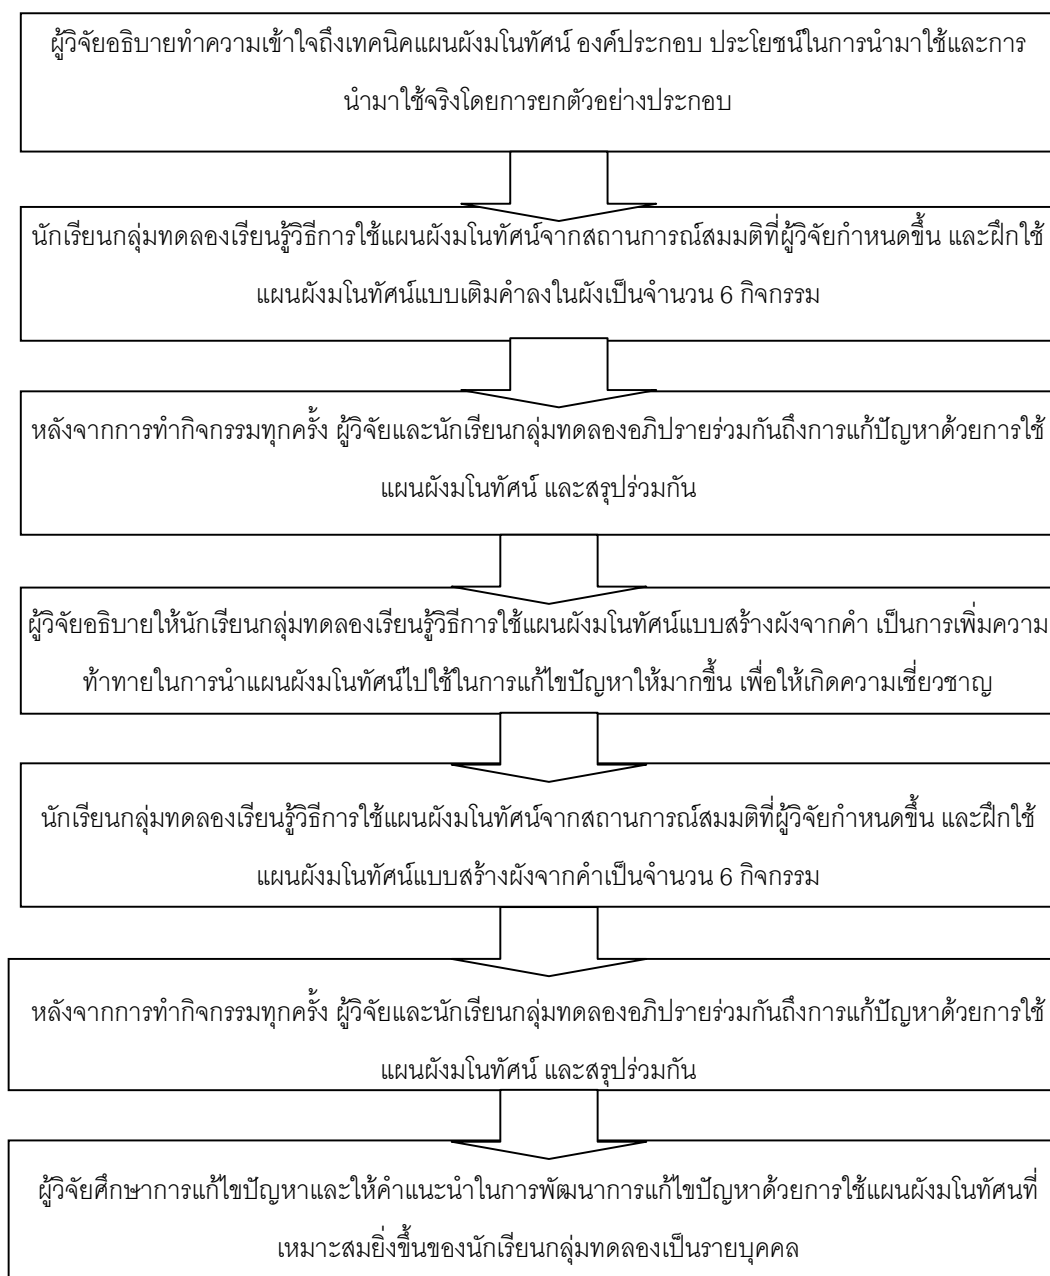 ผู้วิจัยอธิบายทำความเข้าใจถึงเทคนิคแผนผังมโนทัศน์ องค์ประกอบ ประโยชน์ในการนำมาใช้และการ
นำมาใช้จริงโดยการยกตัวอย่างประกอบ
นักเรียนกลุ่มทดลองเรียนรู้วิธีการใช้แผนผังมโนทัศน์จากสถานการณ์สมมติที่ผู้วิจัยกำหนดขึ้น และฝึกใช้
แผนผังมโนทัศน์แบบเติมคำลงในผังเป็นจำนวน 6 กิจกรรม
หลังจากการทำกิจกรรมทุกครั้ง ผู้วิจัยและนักเรียนกลุ่มทดลองอภิปรายร่วมกันถึงการแก้ปัญหาด้วยการใช้
แผนผังมโนทัศน์ และสรุปร่วมกัน
ผู้วิจัยอธิบายให้นักเรียนกลุ่มทดลองเรียนรู้วิธีการใช้แผนผังมโนทัศน์แบบสร้างผังจากคำ เป็นการเพิ่มความ
ท้าทายในการนำแผนผังมโนทัศน์ไปใช้ในการแก้ไขปัญหาให้มากขึ้น เพื่อให้เกิดความเชี่ยวชาญ
นักเรียนกลุ่มทดลองเรียนรู้วิธีการใช้แผนผังมโนทัศน์จากสถานการณ์สมมติที่ผู้วิจัยกำหนดขึ้น และฝึกใช้
แผนผังมโนทัศน์แบบสร้างผังจากคำเป็นจำนวน 6 กิจกรรม
หลังจากการทำกิจกรรมทุกครั้ง ผู้วิจัยและนักเรียนกลุ่มทดลองอภิปรายร่วมกันถึงการแก้ปัญหาด้วยการใช้
แผนผังมโนทัศน์ และสรุปร่วมกัน
ผู้วิจัยศึกษาการแก้ไขปัญหาและให้คำแนะนำในการพัฒนาการแก้ไขปัญหาด้วยการใช้แผนผังมโนทัศนที่
เหมาะสมยิ่งขึ้นของนักเรียนกลุ่มทดลองเป็นรายบุคคล